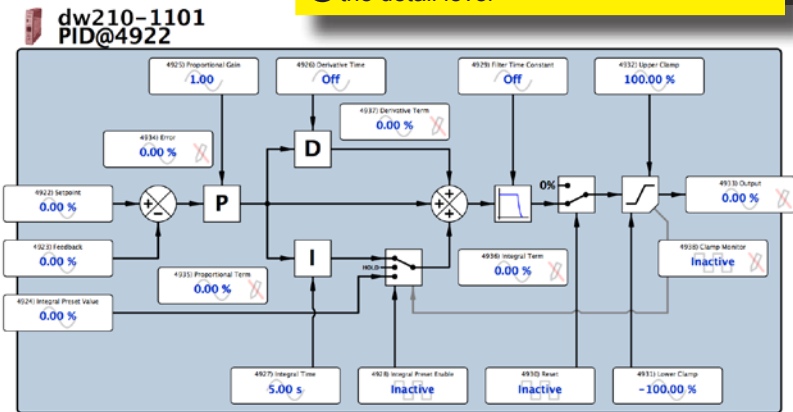 the detail level
dw210-1101
PID@4922
4925) Proportional Gain
1.00
4926) Derivative Time
Off
4929) Filter Time Constant
Off
4932) Upper Clamp
100.00 %
4934) Error
0.00 %
4937) Derivative Term
0.00 %
D
0%
4922) Setpoint
0.00 %
P
4933) Output
0.00 %
4923) Feedback
0.00 %
I
HOLD
4935) Proportional Term
0.00 %
4936) Integral Term
0.00 %
4938) Clamp Monitor
Inactive
4924) Integral Preset Value
0.00 %
4927) Integral Time
5.00 s
4928) Integral Preset Enable
Inactive
4930) Reset
Inactive
4931) Lower Clamp
-100.00 %